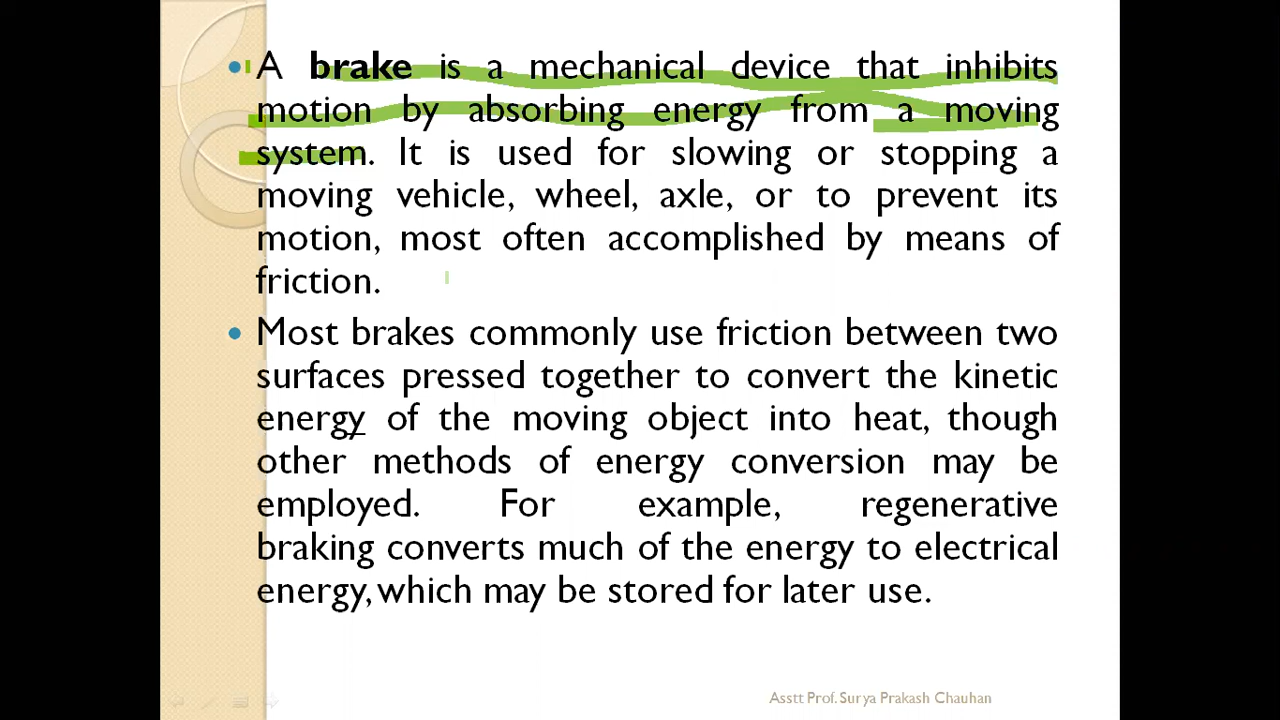 A brake is a mechanical device that inhibits
motion by absorbing energy from a moving
system. It is used for slowing or stopping a
moving vehicle, wheel, axle, or to prevent its
motion, most often accomplished by means of
friction.
Most brakes commonly use friction between two
surfaces pressed together to convert the kinetic
energy of the moving object into heat, though
other methods of energy conversion may be
employed. For example, regenerative
braking converts much of the energy to electrical
energy, which may be stored for later use.
Asstt Prof. Surya Prakash Chauhan